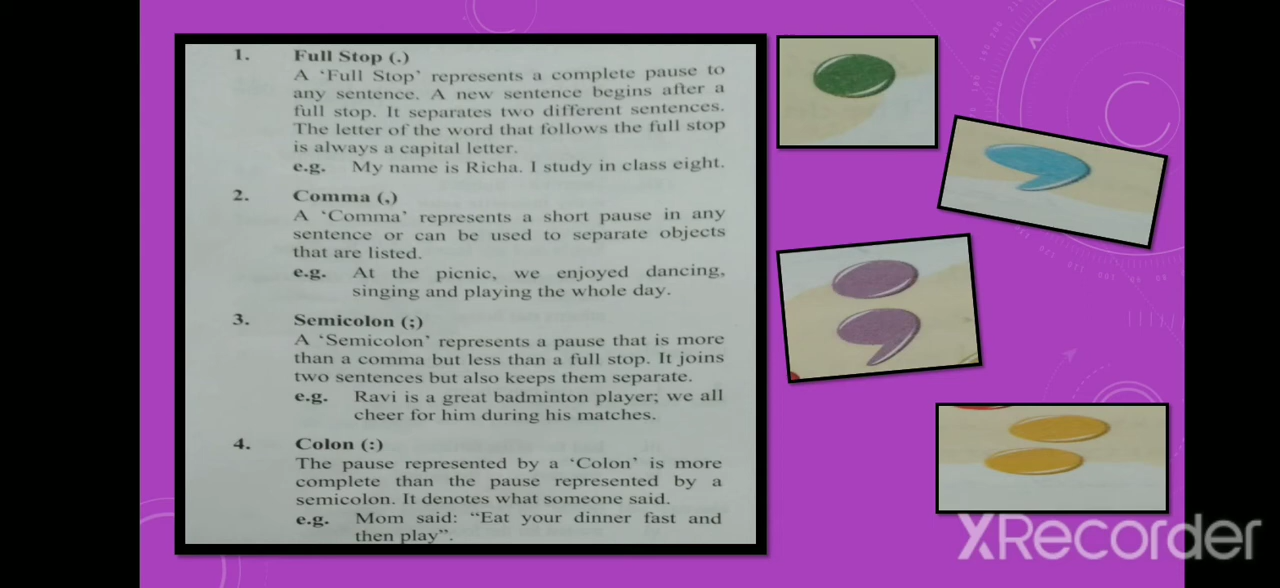 1. Full Stop (.)
A ‘Full Stop’ represents a complete pause to
any sentence. A new sentence begins after a
full stop. It separates two different sentences.
The letter of the word that follows the full stop
is always a capital letter.
e.g. My name is Richa. I study in class eight.
2. Comma (,)
A ‘Comma’ represents a short pause in any
sentence or can be used to separate objects
that are listed.
e.g. At the picnic, we enjoyed dancing,
singing and playing the whole day.
3. Semicolon (;)
A ‘Semicolon’ represents a pause that is more
than a comma but less than a full stop. It joins
two sentences but also keeps them separate.
e.g. Ravi is a great badminton player; we all
cheer for him during his matches.
4. Colon (:)
The pause represented by a ‘Colon’ is more
complete than the pause represented by a
semicolon. It denotes what someone said.
e.g. Mom said: “Eat your dinner fast and
then play”.
XRecorder